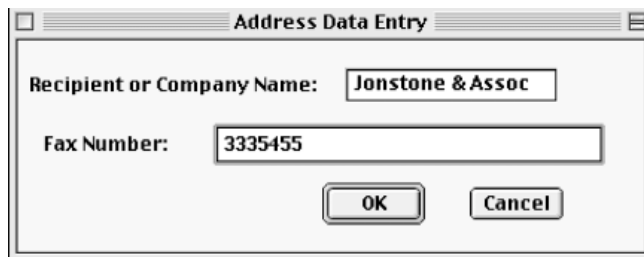 Address Data Entry
Recipient or Company Name: Jonstone & Assoc
Fax Number: 3335455
OK Cancel